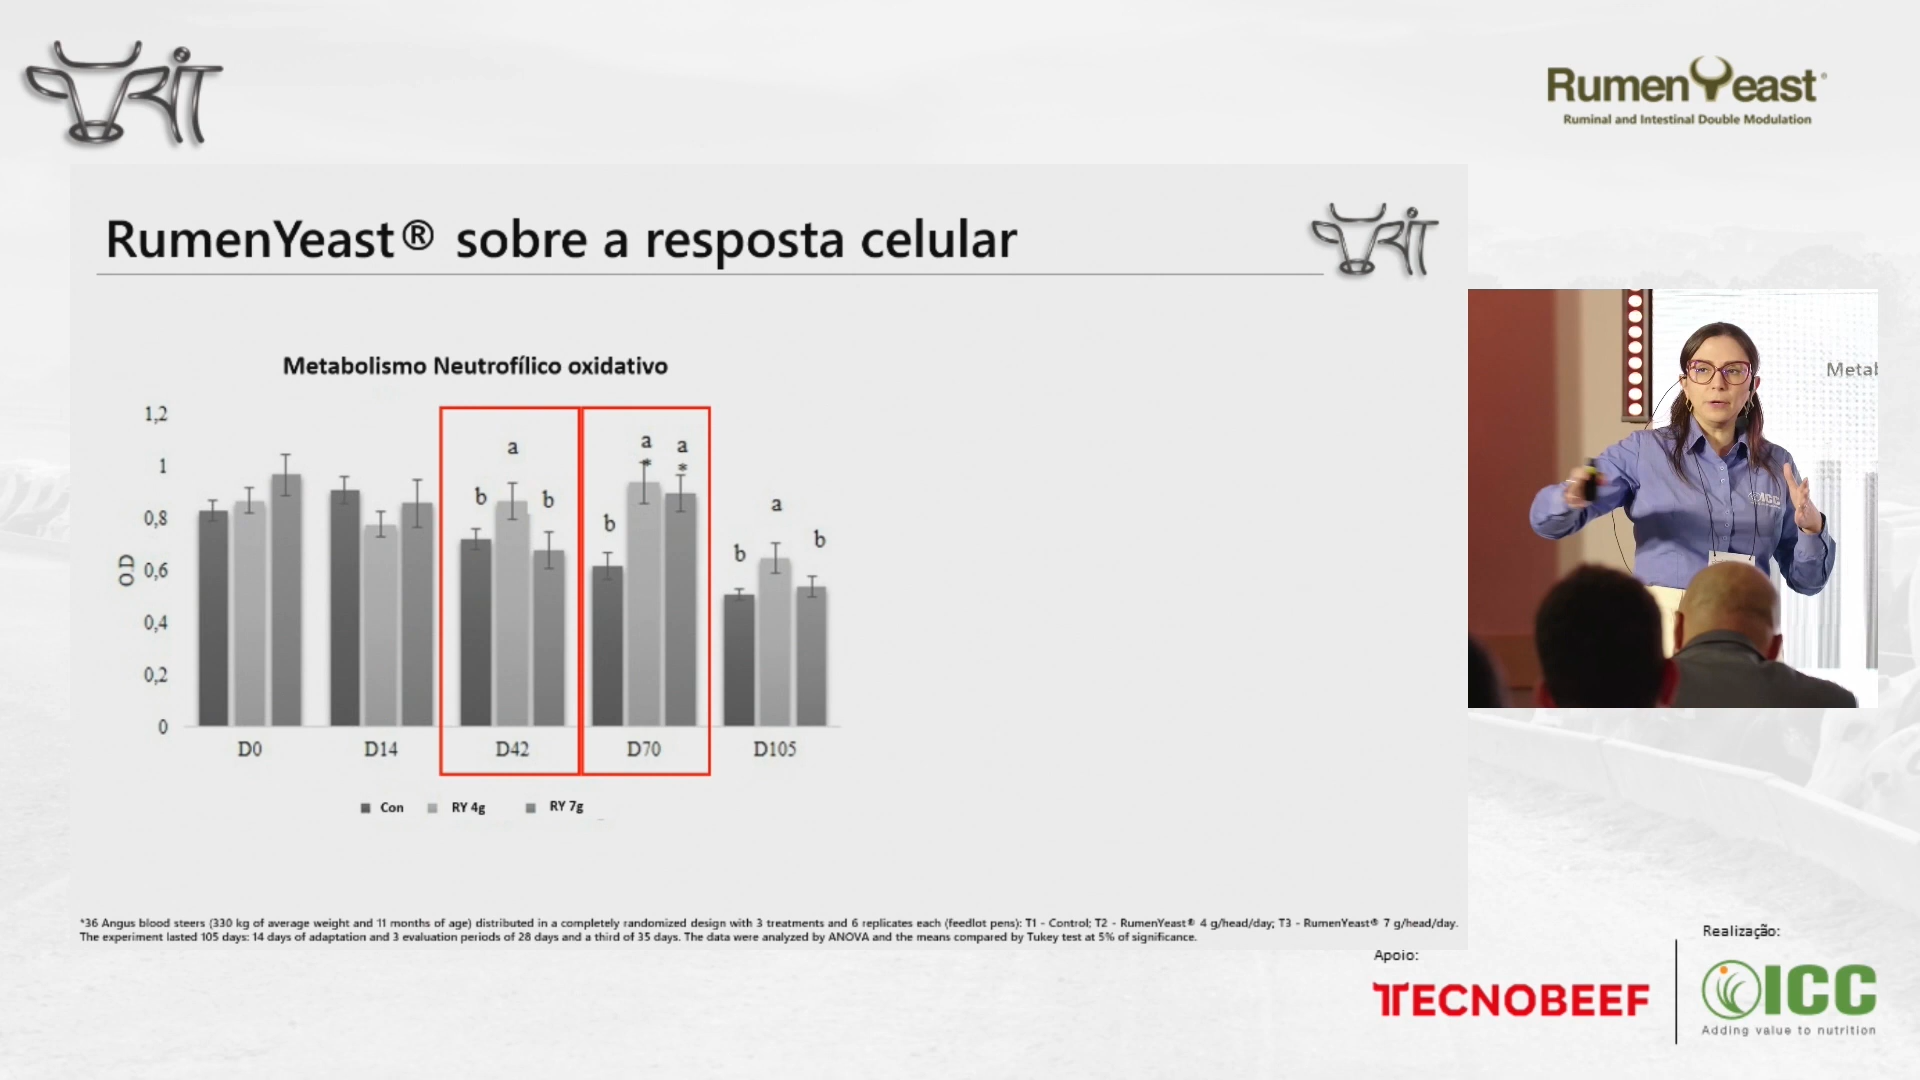 RIT
RumenYeast®
Ruminal and Intestinal Double Modulation
RumenYeast® sobre a resposta celular
RIT
Metabolismo Neutrofílico oxidativo
1,2
1
0,8
0,6
0,4
0,2
0
O.D
b
a
b
b
a
*
a
*
b
a
b
D0
D14
D42
D70
D105
Con
RY 4g
RY 7g
*36 Angus blood steers (330 kg of average weight and 11 months of age) distributed in a completely randomized design with 3 treatments and 6 replicates each (feedlot pens): T1 - Control; T2 - RumenYeast® 4 g/head/day; T3 - RumenYeast® 7 g/head/day.
The experiment lasted 105 days: 14 days of adaptation and 3 evaluation periods of 28 days and a third of 35 days. The data were analyzed by ANOVA and the means compared by Tukey test at 5% of significance.
Metab
ICC
Apoio:
TECNOBEEF
Realização:
ICC
Adding value to nutrition